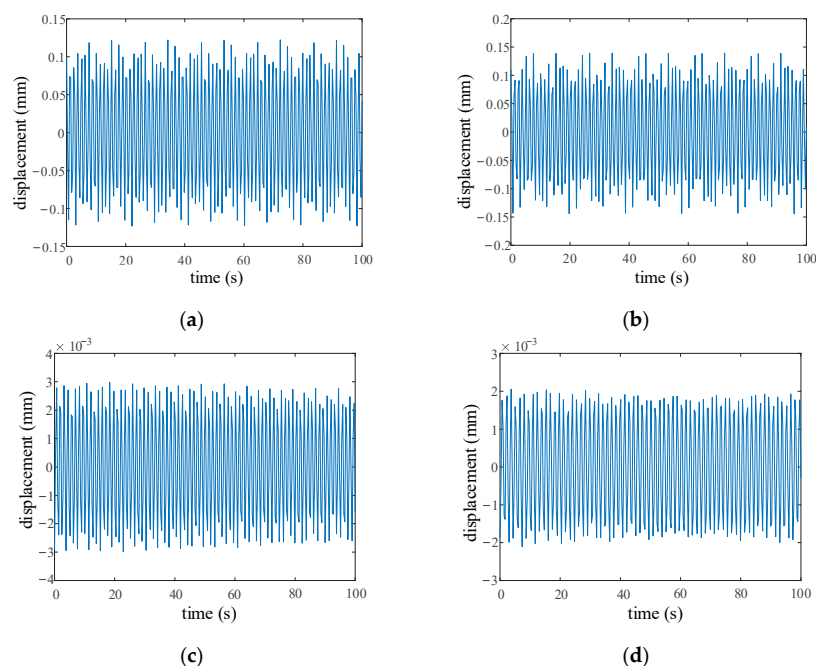 0.15
0.1
0.05
0
−0.05
−0.1
−0.15
displacement (mm)
0 20 40 60 80 100
time (s)
(a)
0.2
0.15
0.1
0.05
0
−0.05
−0.1
−0.15
−0.2
displacement (mm)
0 20 40 60 80 100
time (s)
(b)
× 10⁻³
4
3
2
1
0
−1
−2
−3
−4
displacement (mm)
0 20 40 60 80 100
time (s)
(c)
× 10⁻³
3
2
1
0
−1
−2
−3
displacement (mm)
0 20 40 60 80 100
time (s)
(d)